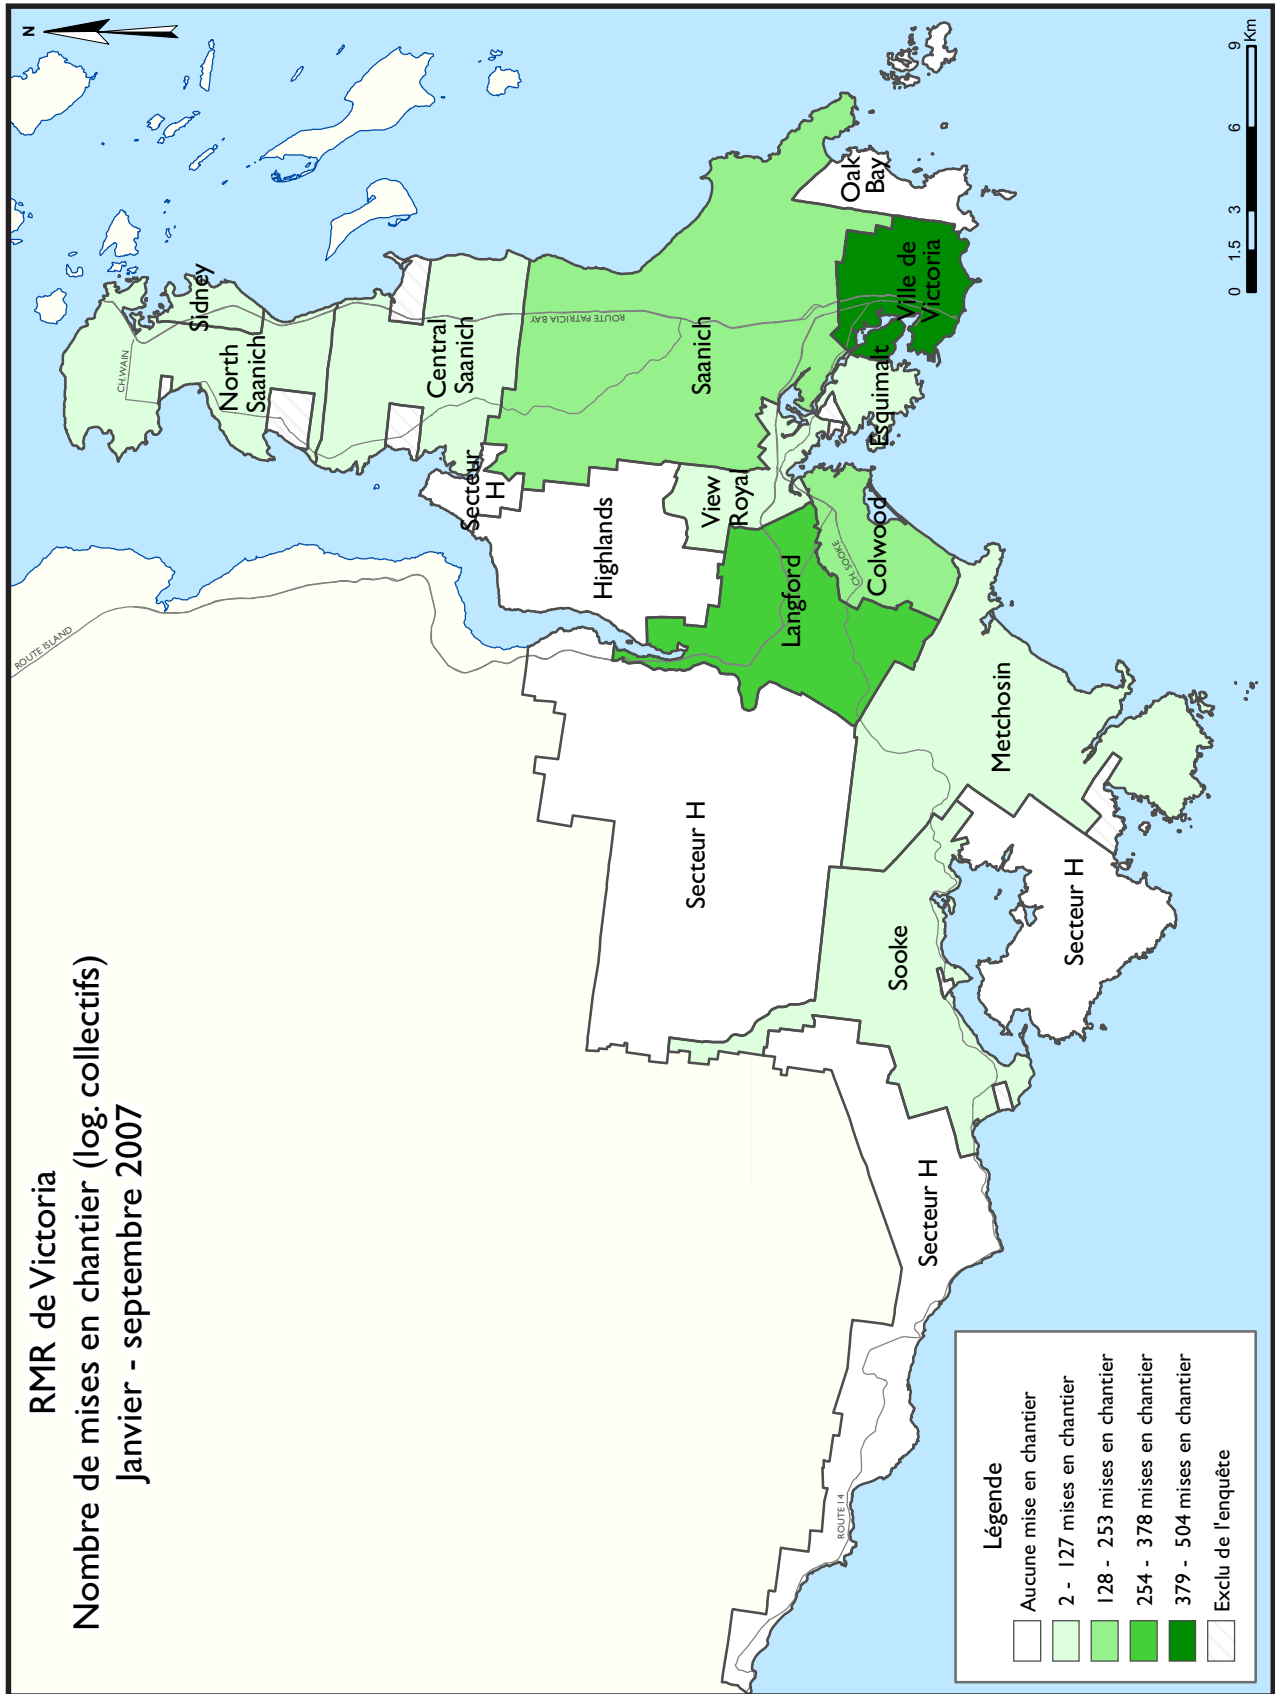 RMR de Victoria
Nombre de mises en chantier (log. collectifs)
Janvier - septembre 2007
N
ROUTE ISLAND
CH.WAIN
Sidney
North
Saanich
Central
Saanich
ROUTE PATRICIA BAY
Saanich
Secteur
H
Highlands
View
Royal
Oak
Bay
Ville de
Victoria
Esquimalt
Langford
CH SOOKE
Colwood
Metchosin
Secteur H
Sooke
Secteur H
Secteur H
ROUTE 14
Légende
Aucune mise en chantier
2 - 127 mises en chantier
128 - 253 mises en chantier
254 - 378 mises en chantier
379 - 504 mises en chantier
Exclu de l'enquête
0 1.5 3 6 9
Km